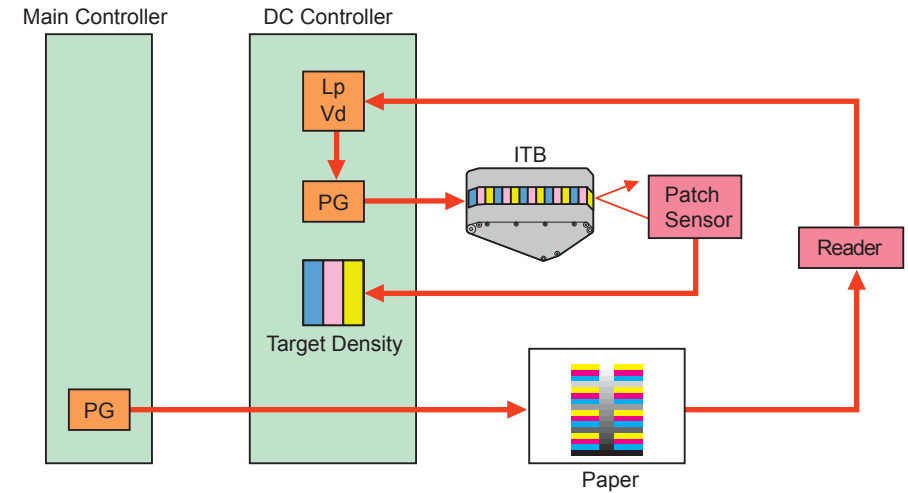 Main Controller
DC Controller
Lp
Vd
ITB
PG
Patch
Sensor
Reader
Target Density
PG
Paper